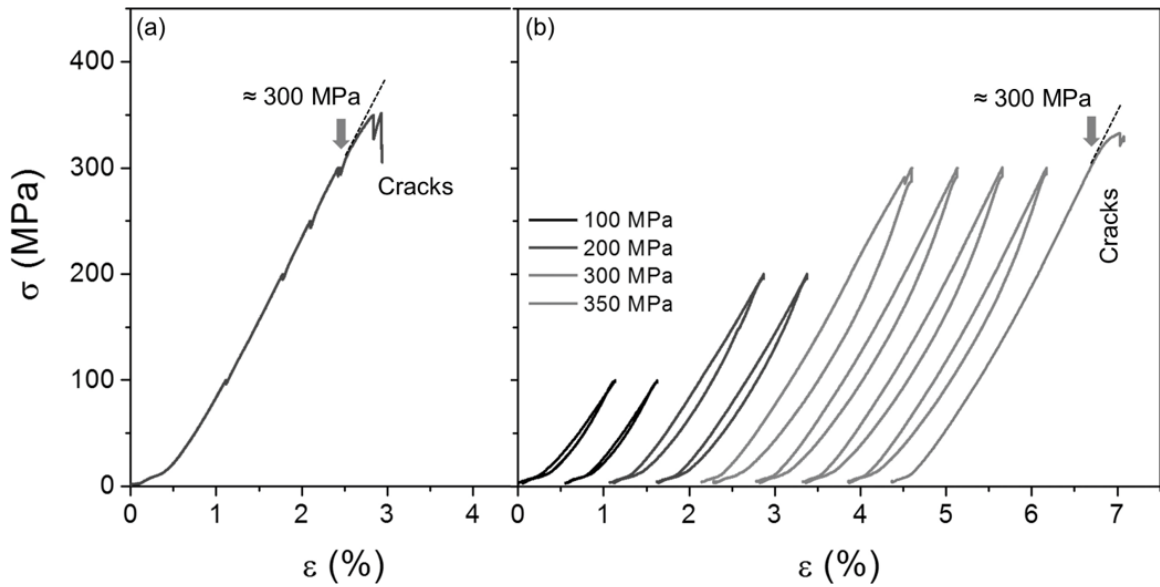 (a)
(b)
400
300
200
100
0
σ (MPa)
≈ 300 MPa
Cracks
0 1 2 3 4
ε (%)
100 MPa
200 MPa
300 MPa
350 MPa
≈ 300 MPa
Cracks
0 1 2 3 4 5 6 7
ε (%)